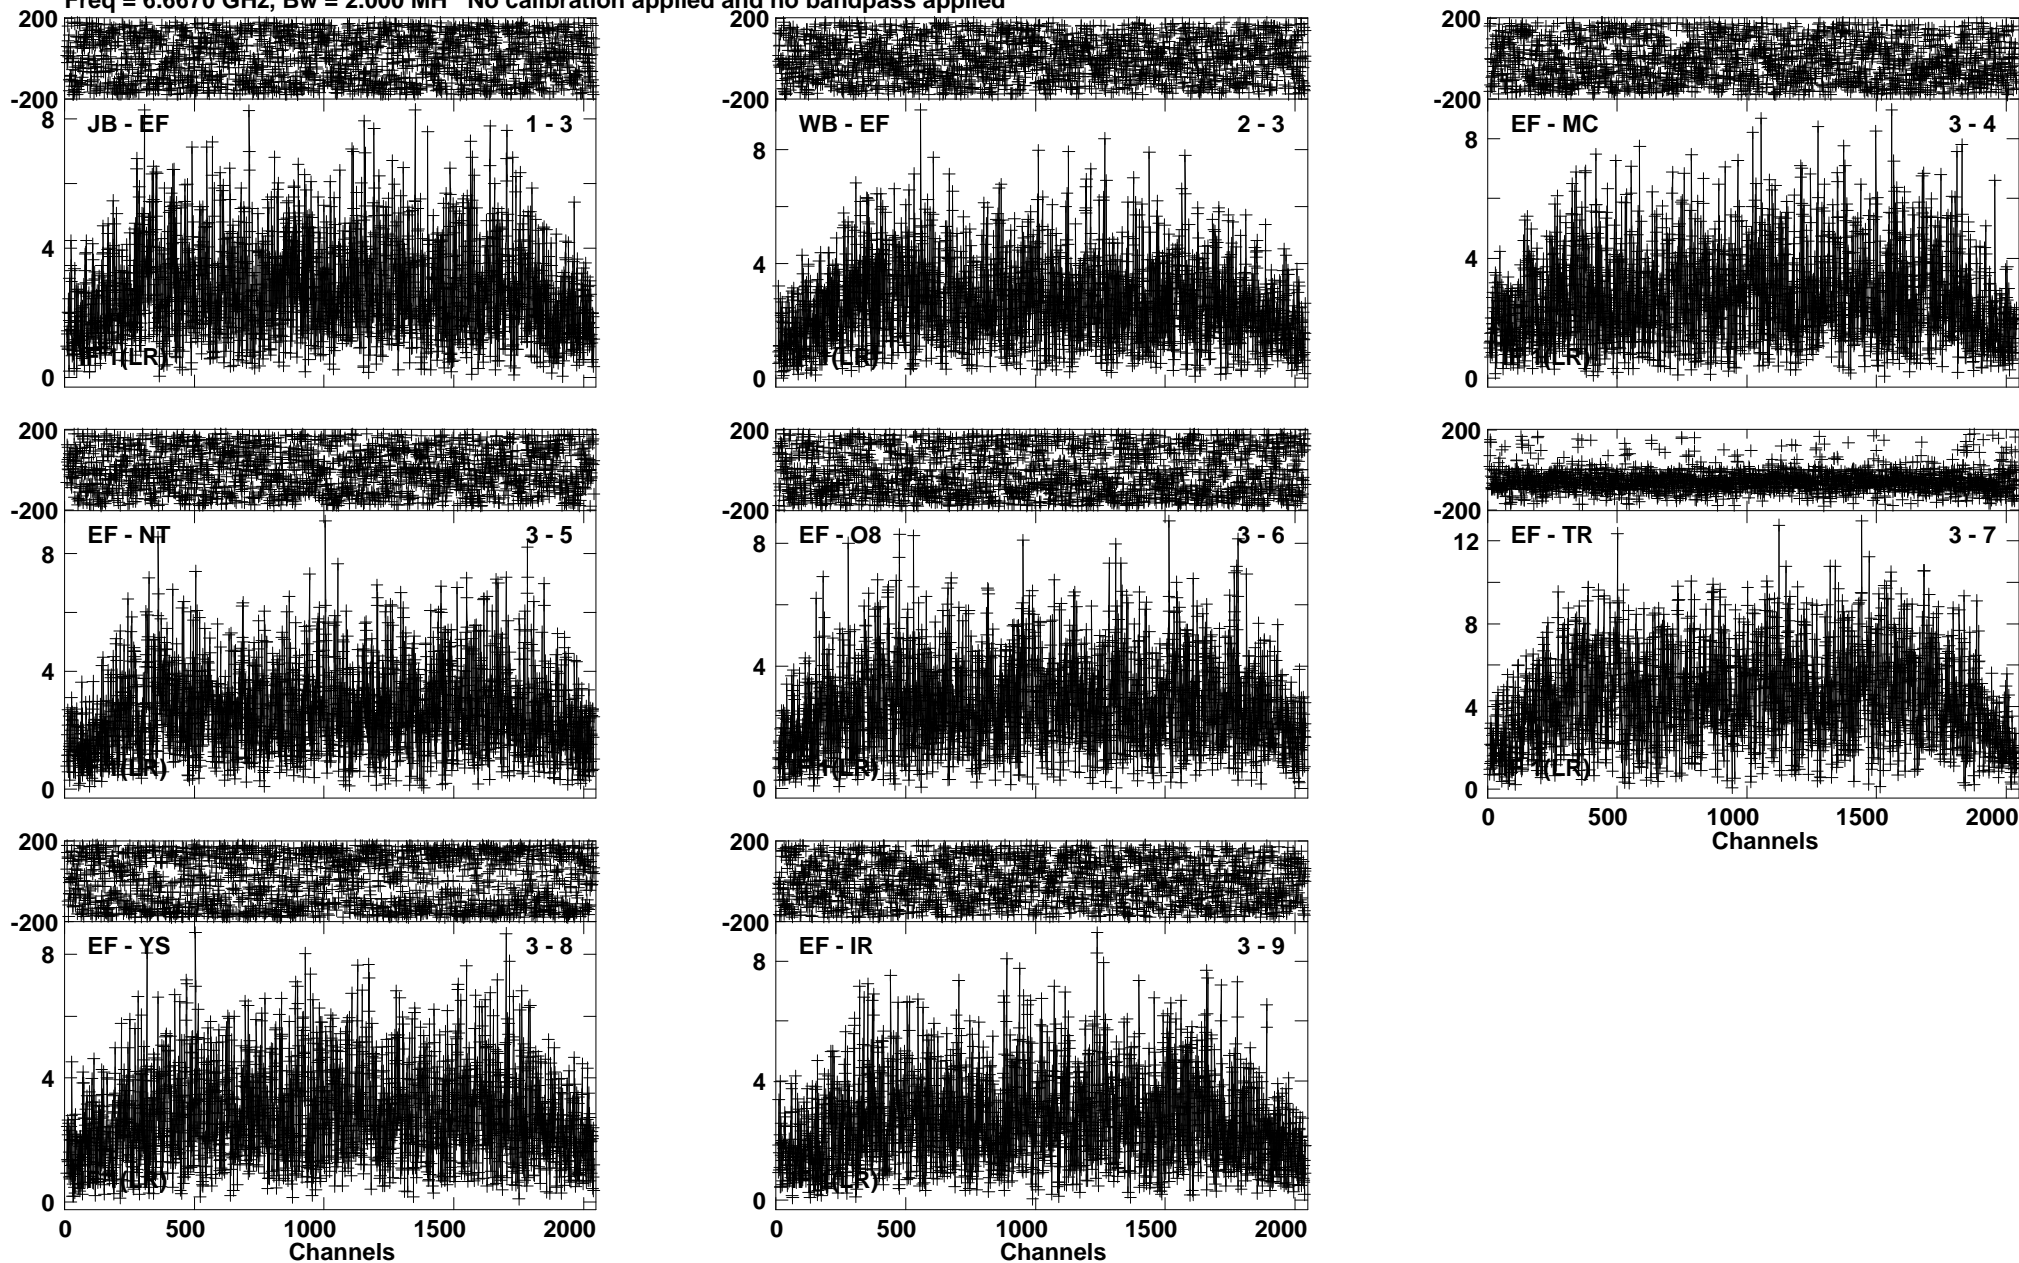 Freq = 6.6670 GHz, Bw = 2.000 MH No calibration applied and no bandpass applied
200
-200
8
4
0
JB - EF
1 - 3
(LR)
200
-200
8
4
0
WB - EF
2 - 3
(LR)
200
-200
8
4
0
EF - MC
3 - 4
(LR)
200
-200
8
4
0
EF - NT
3 - 5
(LR)
200
-200
8
4
0
EF - O8
3 - 6
(LR)
200
-200
12
8
4
0
EF - TR
3 - 7
(LR)
0 500 1000 1500 2000
Channels
200
-200
8
4
0
EF - YS
3 - 8
(LR)
0 500 1000 1500 2000
Channels
200
-200
8
4
0
EF - IR
3 - 9
(LR)
0 500 1000 1500 2000
Channels